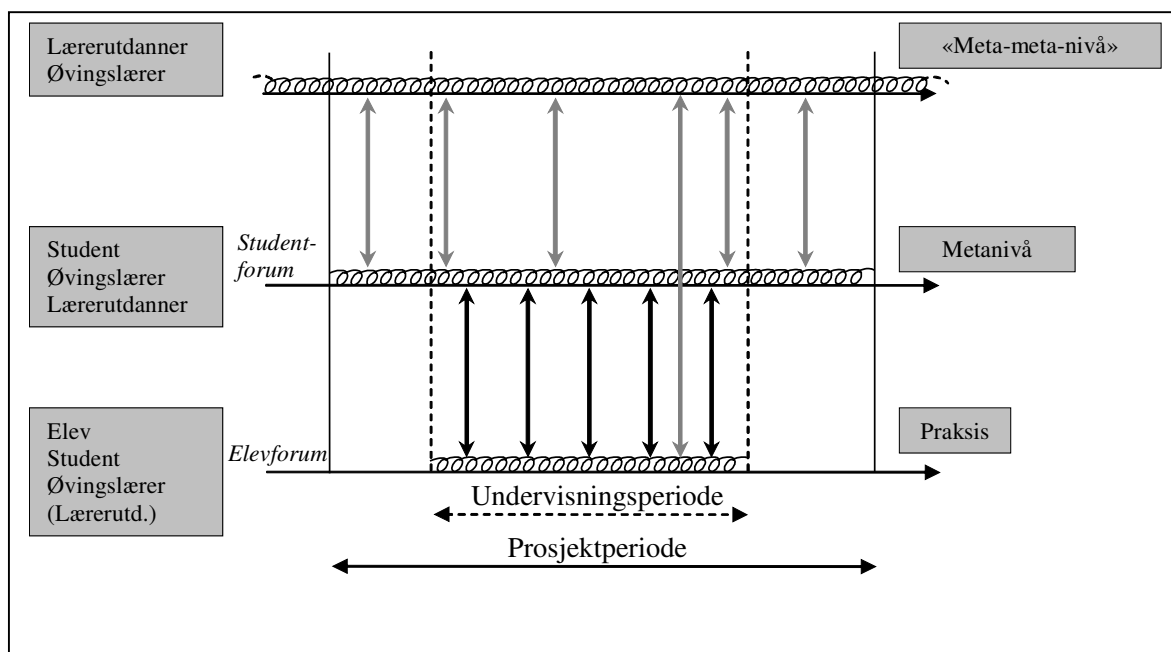 Lærerutdanner
Øvingslærer
«Meta-meta-nivå»
Student
Øvingslærer
Lærerutdanner
Student-
forum
Metanivå
Elev
Student
Øvingslærer
(Lærerutd.)
Elevforum
Praksis
Undervisningsperiode
Prosjektperiode